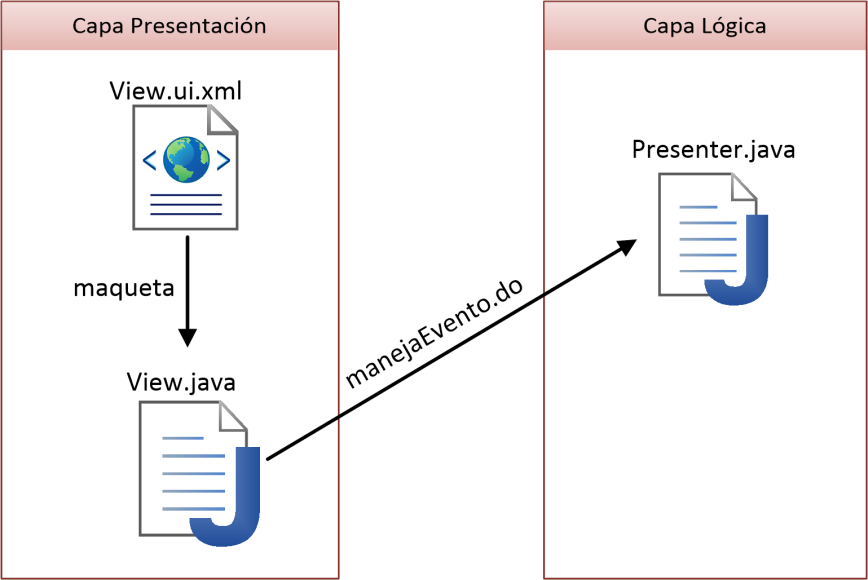 Capa Presentación
View.ui.xml
maqueta
View.java
manejaEvento.do
Capa Lógica
Presenter.java